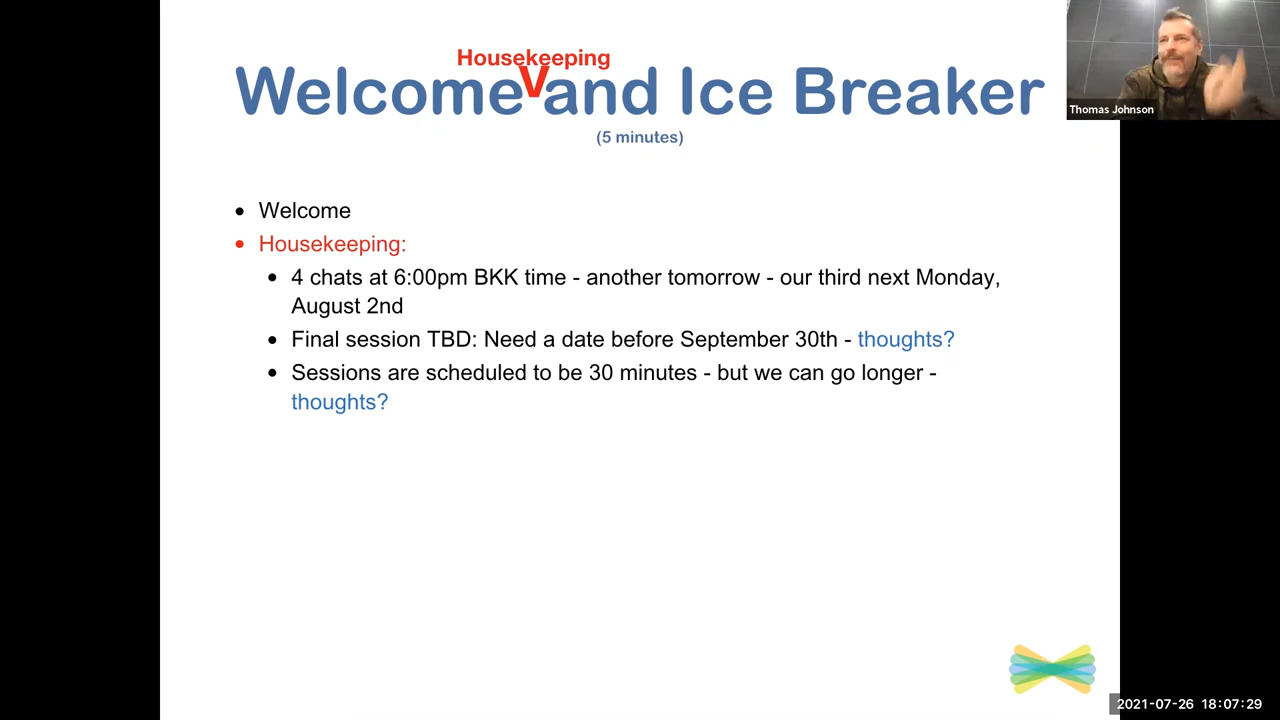 Housekeeping
Welcome V and Ice Breaker
(5 minutes)
Thomas Johnson
• Welcome
• Housekeeping:
• 4 chats at 6:00pm BKK time - another tomorrow - our third next Monday,
August 2nd
• Final session TBD: Need a date before September 30th - thoughts?
• Sessions are scheduled to be 30 minutes - but we can go longer -
thoughts?
2021-07-26 18:07:29